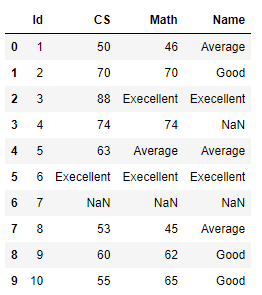 Id CS Math Name
0 1 50 46 Average
1 2 70 70 Good
2 3 88 Execellent Execellent
3 4 74 74 NaN
4 5 63 Average Average
5 6 Execellent Execellent Execellent
6 7 NaN NaN NaN
7 8 53 45 Average
8 9 60 62 Good
9 10 55 65 Good